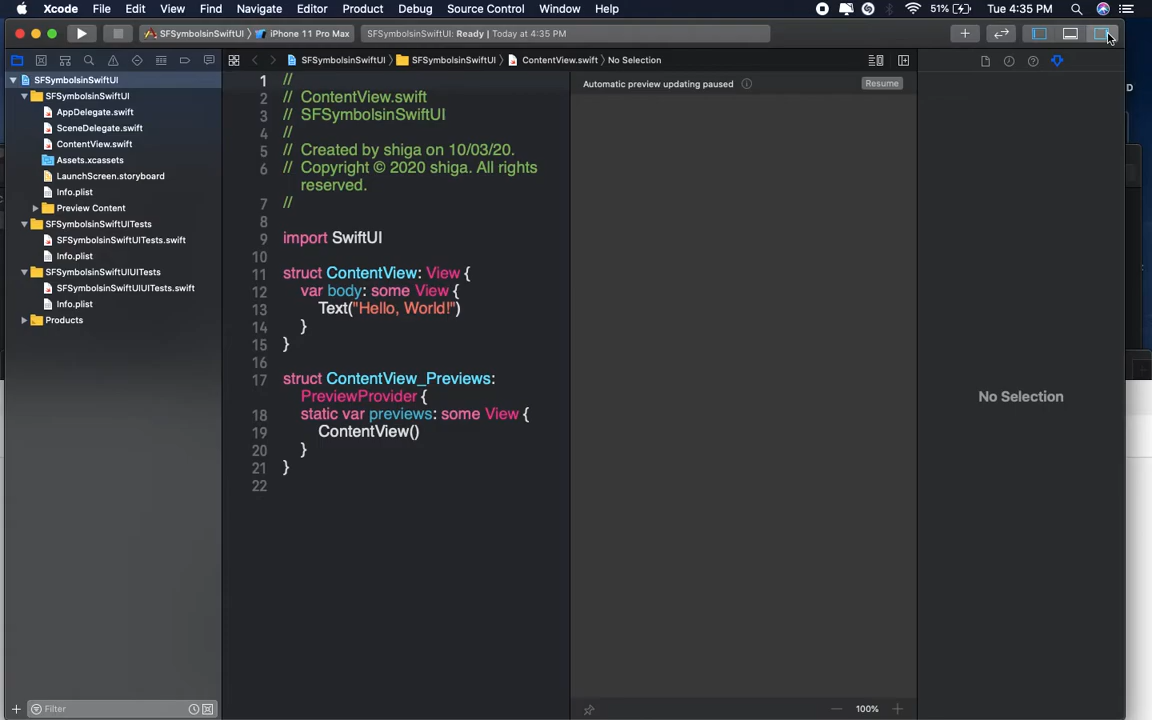 Xcode File Edit View Find Navigate Editor Product Debug Source Control Window Help 51% Tue 4:35 PM
SFSymbolsinSwiftUI iPhone 11 Pro Max SFSymbolsinSwiftUI: Ready | Today at 4:35 PM
SFSymbolsinSwiftUI SFSymbolsinSwiftUI ContentView.swift No Selection
SFSymbolsinSwiftUI
SFSymbolsinSwiftUI
AppDelegate.swift
SceneDelegate.swift
ContentView.swift
Assets.xcassets
LaunchScreen.storyboard
Info.plist
Preview Content
SFSymbolsinSwiftUITests
SFSymbolsinSwiftUITests.swift
Info.plist
SFSymbolsinSwiftUIUITests
SFSymbolsinSwiftUIUITests.swift
Info.plist
Products
Filter
1 //
2 // ContentView.swift
3 // SFSymbolsinSwiftUI
4 //
5 // Created by shiga on 10/03/20.
6 // Copyright © 2020 shiga. All rights
reserved.
7 //
8
9 import SwiftUI
10
11 struct ContentView: View {
12 var body: some View {
13 Text("Hello, World!")
14 }
15 }
16
17 struct ContentView_Previews:
PreviewProvider {
18 static var previews: some View {
19 ContentView()
20 }
21 }
22
Automatic preview updating paused Resume
100%
No Selection
D